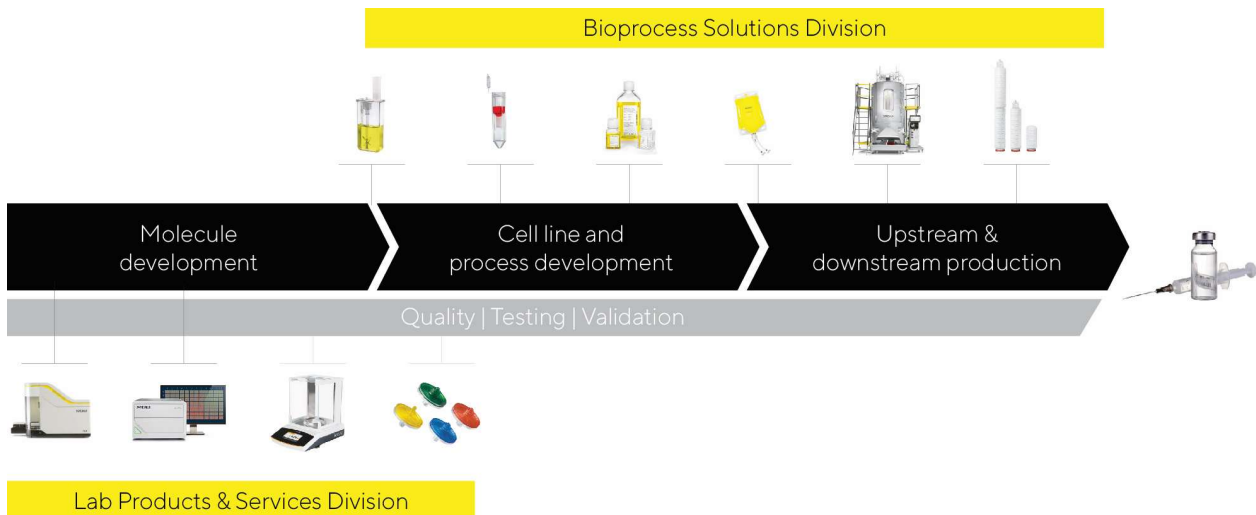 Bioprocess Solutions Division
Molecule
development
Cell line and
process development
Upstream &
downstream production
Quality | Testing | Validation
Lab Products & Services Division